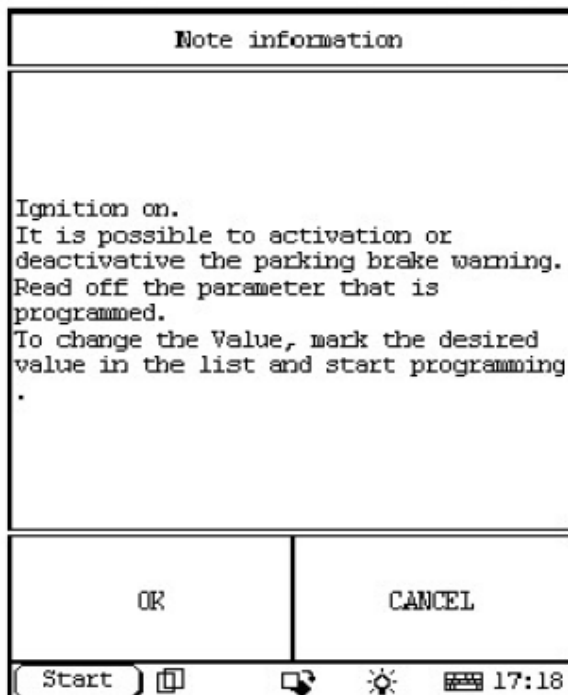 Note information
Ignition on.
It is possible to activation or
deactivative the parking brake warning.
Read off the parameter that is
programmed.
To change the Value, mark the desired
value in the list and start programming
.
OK
CANCEL
Start
17:18